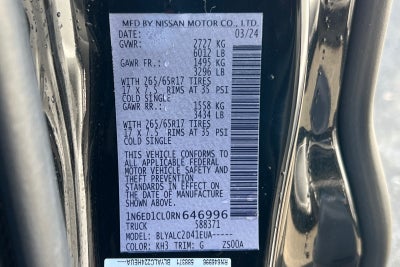 MFD BY NISSAN MOTOR CO., LTD.
DATE: 03/24
GVWR: 2727 KG
6012 LB
GAWR FR.: 1495 KG
3296 LB
WITH 265/65R17 TIRES
17 X 7.5 RIMS AT 35 PSI
COLD SINGLE
GAWR RR.: 1558 KG
3434 LB
WITH 265/65R17 TIRES
17 X 7.5 RIMS AT 35 PSI
COLD SINGLE
THIS VEHICLE CONFORMS TO
ALL APPLICABLE FEDERAL
MOTOR VEHICLE SAFETY AND
THEFT PREVENTION
STANDARDS IN EFFECT ON
THE DATE OF MANUFACTURE
SHOWN ABOVE.
1N6ED1CL0RN646996
TRUCK 588371
MODEL: BLYALC2D41EUA-----
COLOR: KH3 TRIM: G ZS00A